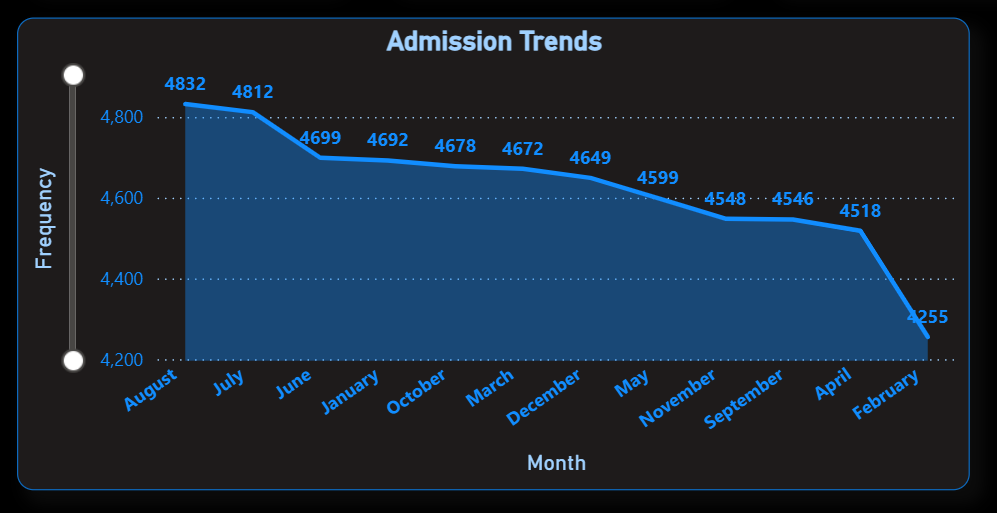 Admission Trends
4832
4812
4699
4692
4678
4672
4649
4599
4548
4546
4518
4255
4,800
4,600
4,400
4,200
Frequency
August
July
June
January
October
March
December
May
November
September
April
February
Month